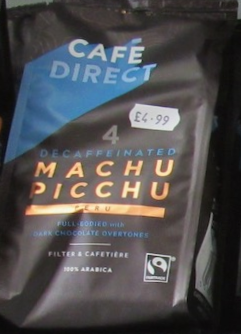 CAFÉ
DIRECT
£4.99
4
DECAFFEINATED
MACHU
PICCHU
PERU
FULL-BODIED with
DARK CHOCOLATE OVERTONES
FILTER & CAFETIÈRE
100% ARABICA
FAIRTRADE